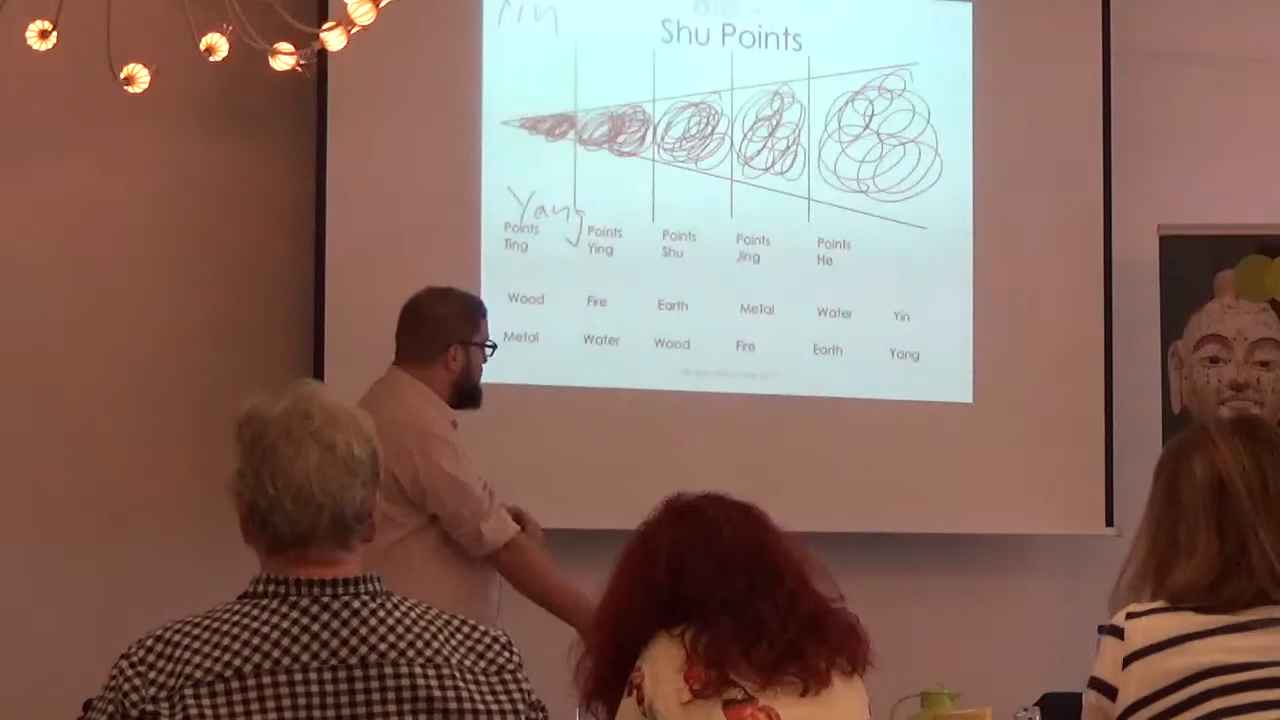 Yin
Shu Points
Yang
Points Points Points Points Points
Ting Ying Shu Jing He
Wood Fire Earth Metal Water Yin
Metal Water Wood Fire Earth Yang